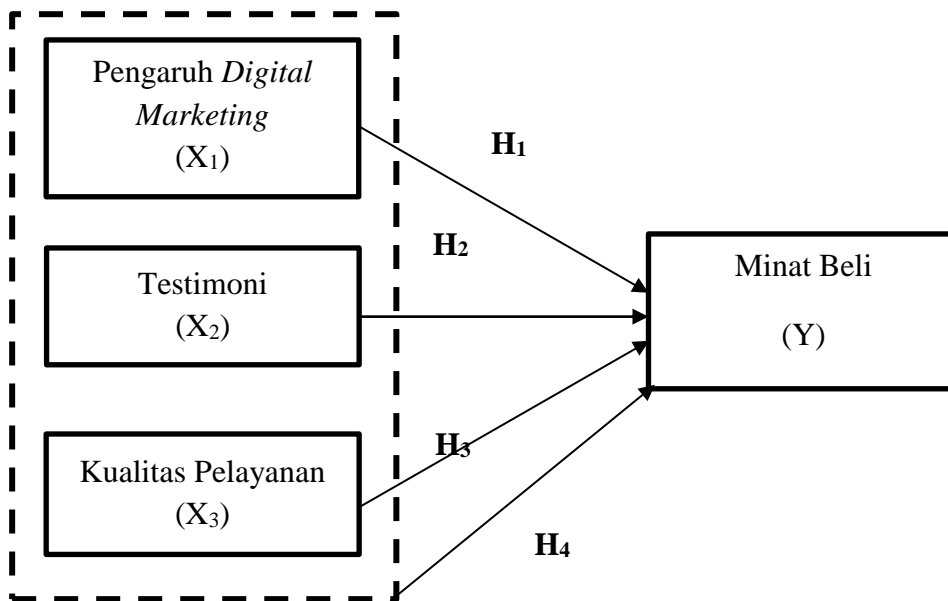 Pengaruh Digital
Marketing
(X₁)
H₁
H₂
Testimoni
(X₂)
Minat Beli
(Y)
Kualitas Pelayanan
(X₃)
H₃
H₄